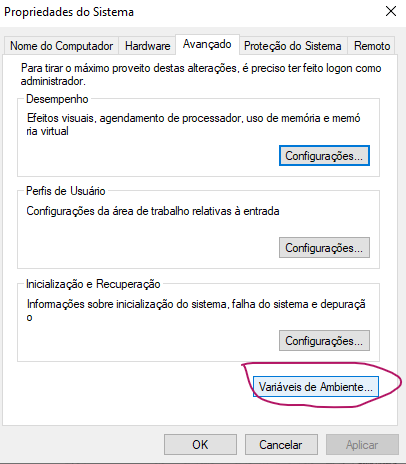 Propriedades do Sistema
Nome do Computador Hardware Avançado Proteção do Sistema Remoto
Para tirar o máximo proveito destas alterações, é preciso ter feito logon como
administrador.
Desempenho
Efeitos visuais, agendamento de processador, uso de memória e memó
ria virtual
Configurações...
Perfis de Usuário
Configurações da área de trabalho relativas à entrada
Configurações...
Inicialização e Recuperação
Informações sobre inicialização do sistema, falha do sistema e depuraçã
o
Configurações...
Variáveis de Ambiente...
OK Cancelar Aplicar